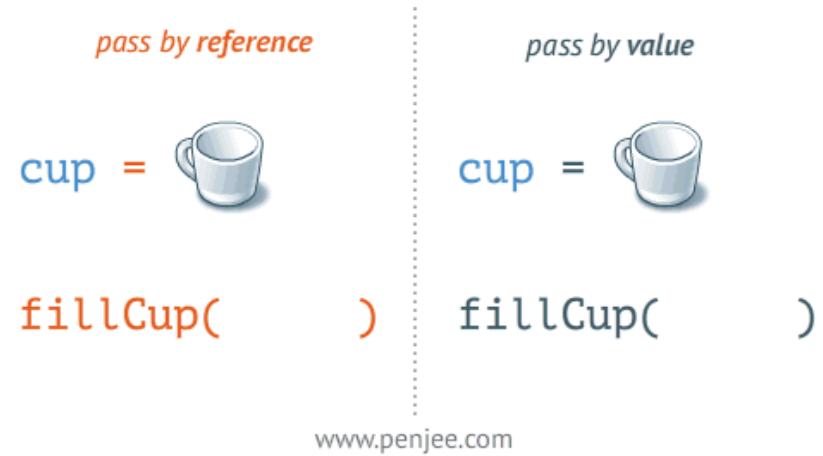 pass by reference
cup =
fillCup( )
pass by value
cup =
fillCup( )
www.penjee.com